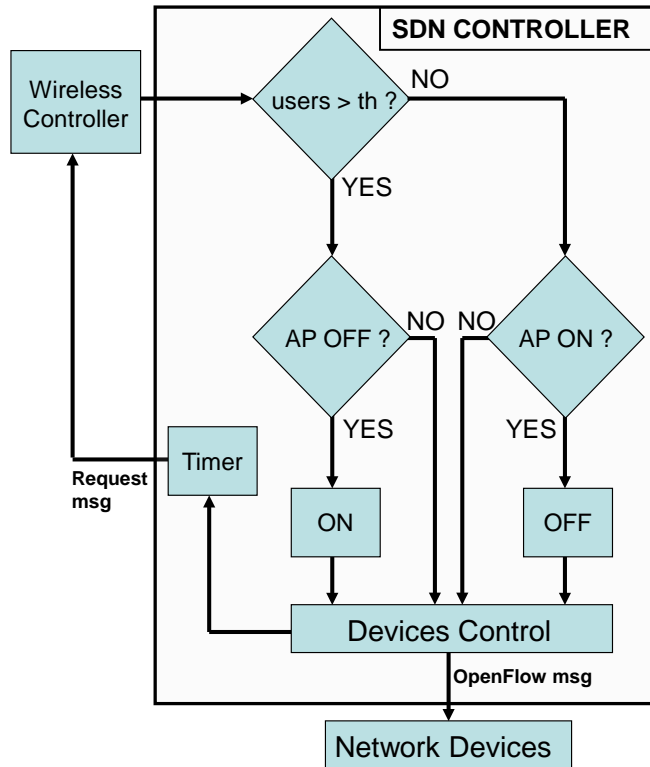 SDN CONTROLLER
Wireless
Controller
users > th ?
NO
YES
AP OFF ?
NO
NO
AP ON ?
YES
YES
Timer
Request
msg
ON
OFF
Devices Control
OpenFlow msg
Network Devices